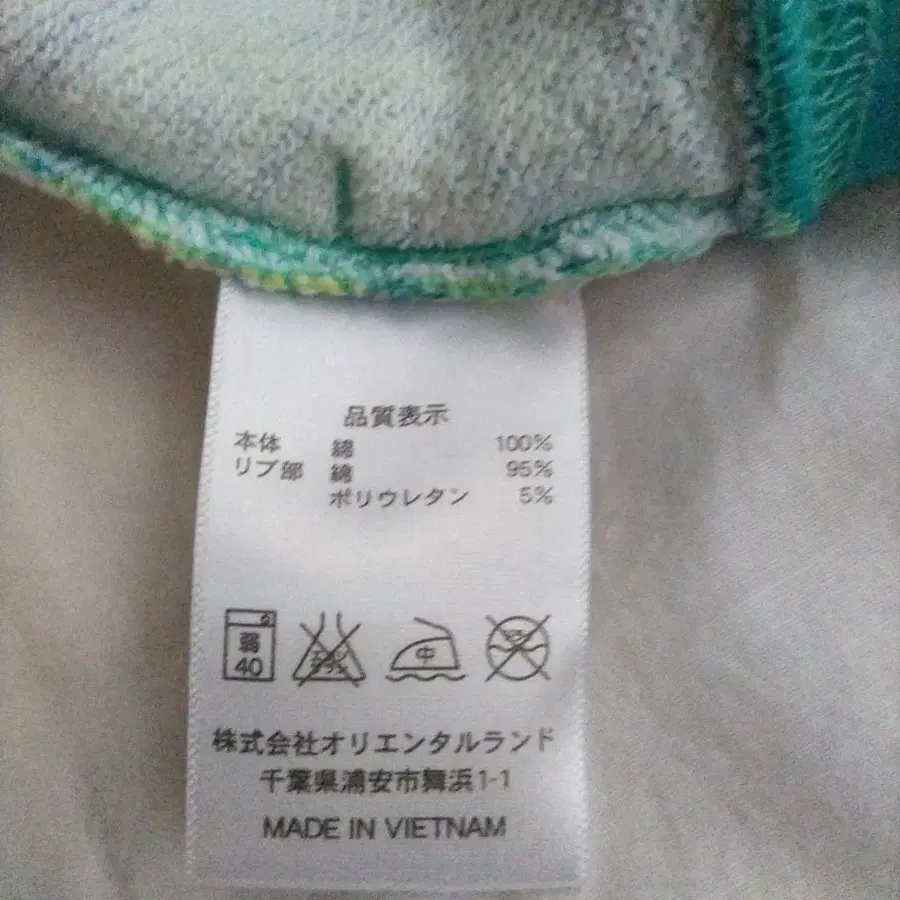 品質表示
本体 綿 100%
リブ部 綿 95%
ポリウレタン 5%
弱
40
中
株式会社オリエンタルランド
千葉県浦安市舞浜1-1
MADE IN VIETNAM